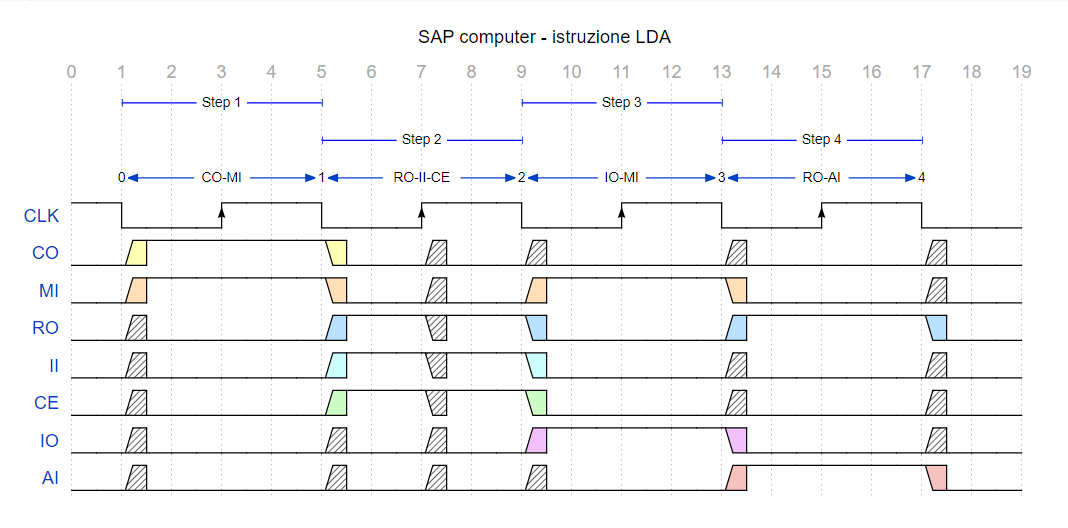 SAP computer - istruzione LDA
0 1 2 3 4 5 6 7 8 9 10 11 12 13 14 15 16 17 18 19
Step 1 Step 3
Step 2 Step 4
0 CO-MI 1 RO-II-CE 2 IO-MI 3 RO-AI 4
CLK
CO
MI
RO
II
CE
IO
AI